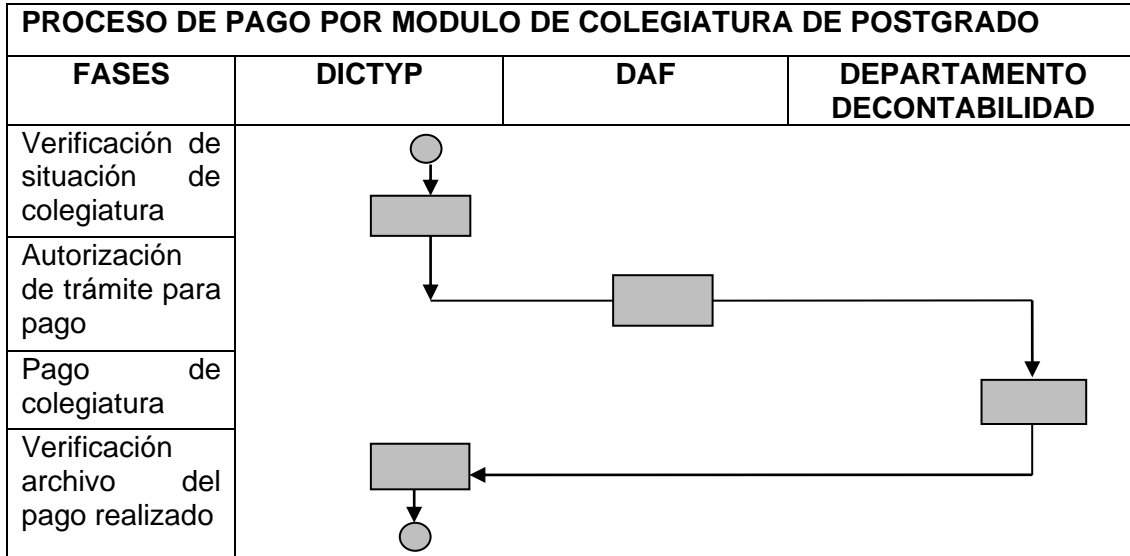 PROCESO DE PAGO POR MODULO DE COLEGIATURA DE POSTGRADO
FASES
DICTYP
DAF
DEPARTAMENTO
DECONTABILIDAD
Verificación de
situación de
colegiatura
Autorización
de trámite para
pago
Pago de
colegiatura
Verificación
archivo del
pago realizado